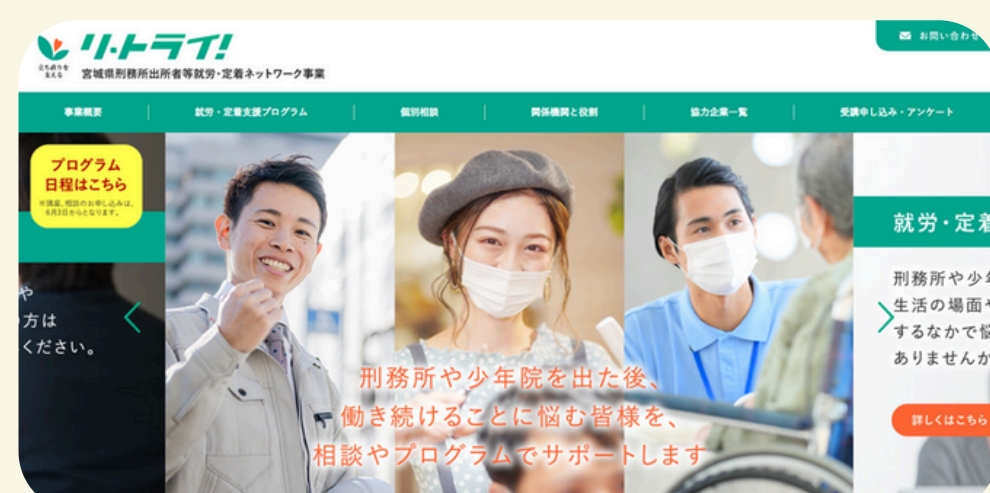 立ち直りを
支える
リ・トライ!
宮城県刑務所出所者等就労・定着ネットワーク事業
お問い合わせ
事業概要
就労・定着支援プログラム
個別相談
関係機関と役割
協力企業一覧
受講申し込み・アンケート
プログラム
日程はこちら
※講座、相談のお申し込みは、
6月3日からとなります。
や
方は
ください。
刑務所や少年院を出た後、
働き続けることに悩む皆様を、
相談やプログラムでサポートします
就労・定着
刑務所や少年
生活の場面や
するなかで悩
ありませんか
詳しくはこちら